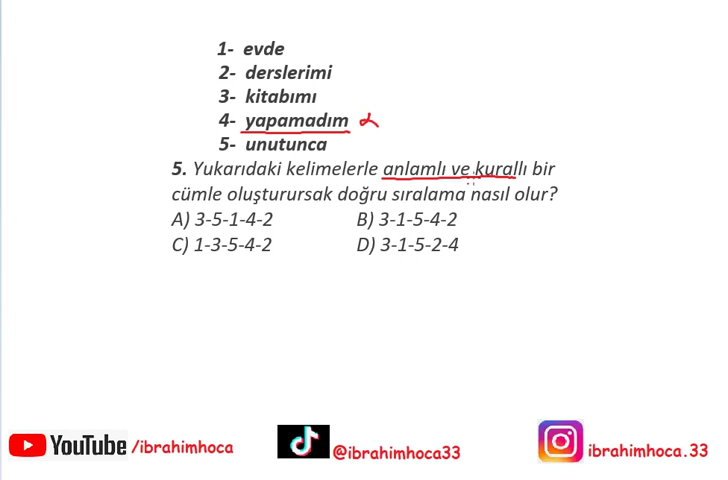 1- evde
2- derslerimi
3- kitabımı
4- yapamadım
5- unutunca
5. Yukarıdaki kelimelerle anlamlı ve kurallı bir
cümle oluşturursak doğru sıralama nasıl olur?
A) 3-5-1-4-2 B) 3-1-5-4-2
C) 1-3-5-4-2 D) 3-1-5-2-4
YouTube /ibrahimhoca @ibrahimhoca33 ibrahimhoca.33